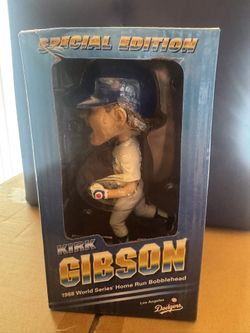 SPECIAL EDITION
KIRK
GIBSON
1988 World Series Home Run Bobblehead
Los Angeles
Dodgers